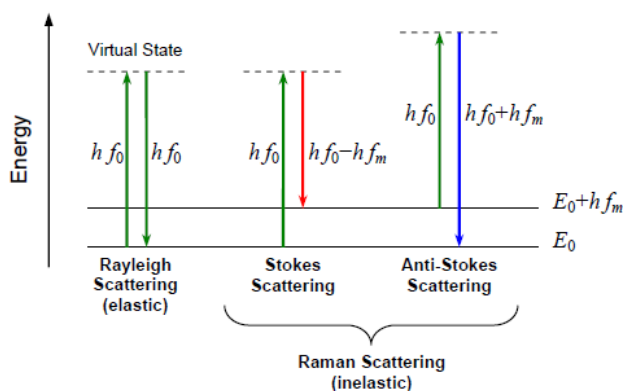 Energy
Virtual State
h f₀
h f₀
h f₀
h f₀−h fₘ
h f₀
h f₀+h fₘ
E₀+h fₘ
E₀
Rayleigh
Scattering
(elastic)
Stokes
Scattering
Anti-Stokes
Scattering
Raman Scattering
(inelastic)